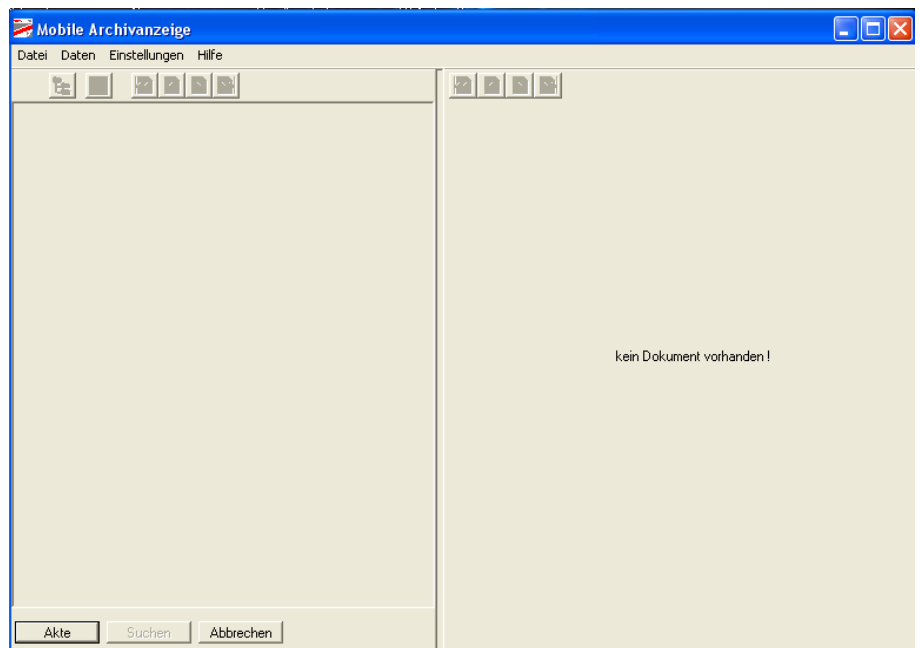 Mobile Archivanzeige
Datei Daten Einstellungen Hilfe
kein Dokument vorhanden !
Akte Suchen Abbrechen